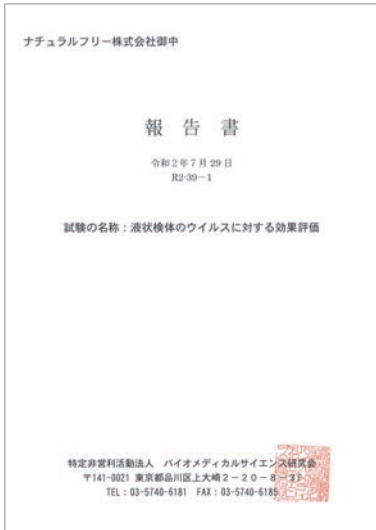 ナチュラルフリー株式会社御中
報告書
令和2年7月29日
R2-39-1
試験の名称：液状検体のウイルスに対する効果評価
特定非営利活動法人 バイオメディカルサイエンス研究会
〒141-0021 東京都品川区上大崎2-20-8-3F
TEL：03-5740-6181 FAX：03-5740-6185